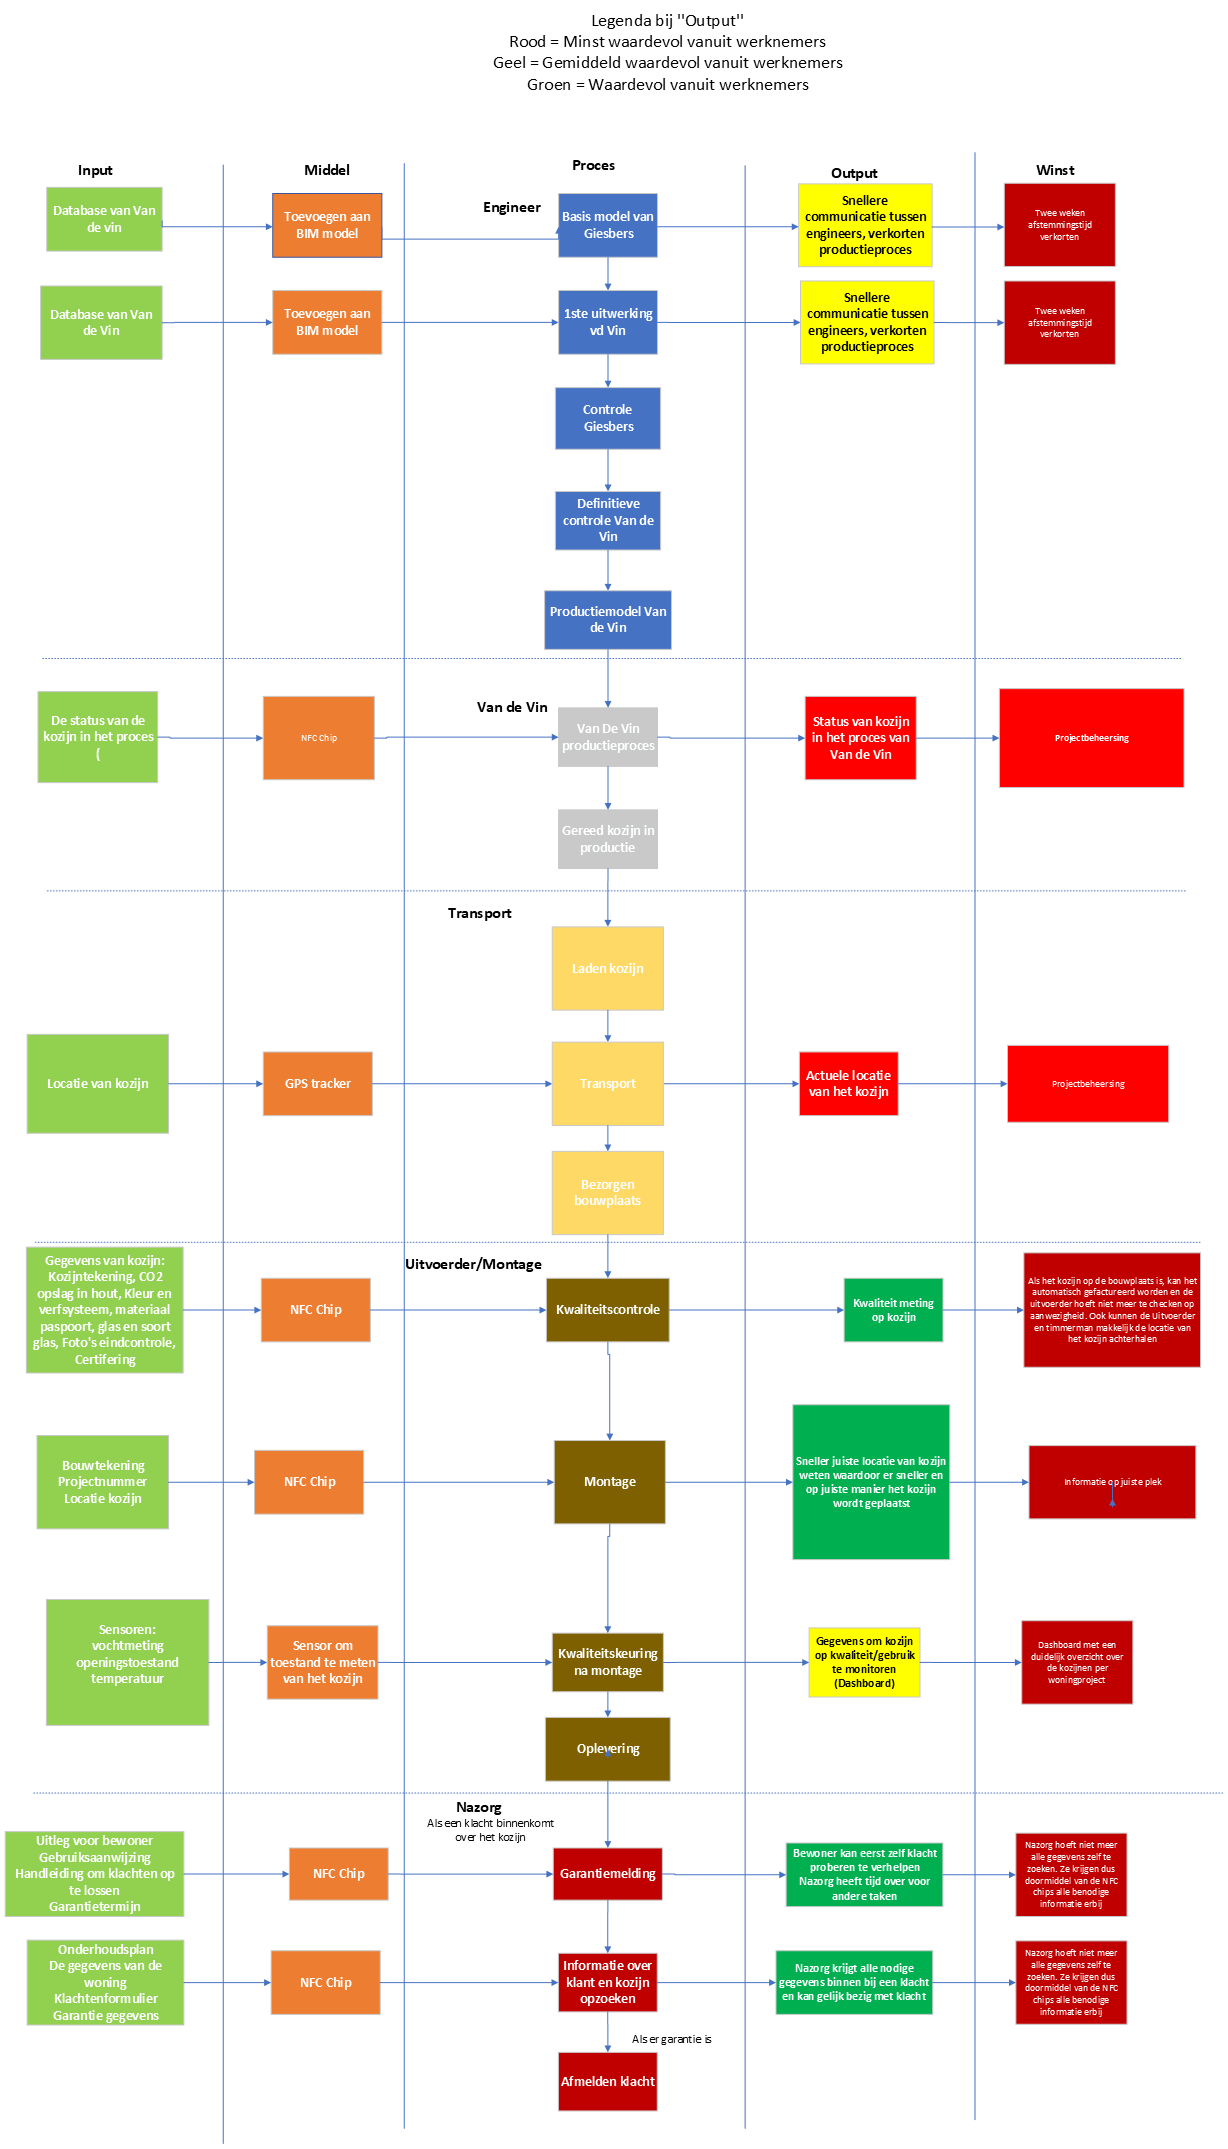 Legenda bij "Output"
Rood = Minst waardevol vanuit werknemers
Geel = Gemiddeld waardevol vanuit werknemers
Groen = Waardevol vanuit werknemers
Input
Middel
Proces
Output
Winst
Engineer
Database van Van
de vin
Toevoegen aan
BIM model
Basis model van
Giesbers
Snellere
communicatie tussen
engineers, verkorten
productieproces
Twee weken
afstemmingstijd
verkorten
Database van Van
de Vin
Toevoegen aan
BIM model
1ste uitwerking
vd Vin
Snellere
communicatie tussen
engineers, verkorten
productieproces
Twee weken
afstemmingstijd
verkorten
Controle
Giesbers
Definitieve
controle Van de
Vin
Productiemodel Van
de Vin
Van de Vin
De status van de
kozijn in het proces
(
NFC Chip
Van De Vin
productieproces
Status van kozijn
in het proces van
Van de Vin
Projectbeheersing
Gereed kozijn in
productie
Transport
Laden kozijn
Locatie van kozijn
GPS tracker
Transport
Actuele locatie
van het kozijn
Projectbeheersing
Bezorgen
bouwplaats
Uitvoerder/Montage
Gegevens van kozijn:
Kozijntekening, CO2
opslag in hout, Kleur en
verfsysteem, materiaal
paspoort, glas en soort
glas, Foto's eindcontrole,
Certifering
NFC Chip
Kwaliteitscontrole
Kwaliteit meting
op kozijn
Als het kozijn op de bouwplaats is, kan het
automatisch gefactureerd worden en de
uitvoerder hoeft niet meer te checken op
aanwezigheid. Ook kunnen de Uitvoerder
en timmerman makkelijk de locatie van
het kozijn achterhalen
Bouwtekening
Projectnummer
Locatie kozijn
NFC Chip
Montage
Sneller juiste locatie van kozijn
weten waardoor er sneller en
op juiste manier het kozijn
wordt geplaatst
Informatie op juiste plek
Sensoren:
vochtmeting
openingstoestand
temperatuur
Sensor om
toestand te meten
van het kozijn
Kwaliteitskeuring
na montage
Gegevens om kozijn
op kwaliteit/gebruik
te monitoren
(Dashboard)
Dashboard met een
duidelijk overzicht over
de kozijnen per
woningproject
Oplevering
Nazorg
Als een klacht binnenkomt
over het kozijn
Uitleg voor bewoner
Gebruiksaanwijzing
Handleiding om klachten op
te lossen
Garantietermijn
NFC Chip
Garantiemelding
Bewoner kan eerst zelf klacht
proberen te verhelpen
Nazorg heeft tijd over voor
andere taken
Nazorg hoeft niet meer
alle gegevens zelf te
zoeken. Ze krijgen dus
doormiddel van de NFC
chips alle benodige
informatie erbij
Onderhoudsplan
De gegevens van de
woning
Klachtenformulier
Garantie gegevens
NFC Chip
Informatie over
klant en kozijn
opzoeken
Nazorg krijgt alle nodige
gegevens binnen bij een klacht
en kan gelijk bezig met klacht
Nazorg hoeft niet meer
alle gegevens zelf te
zoeken. Ze krijgen dus
doormiddel van de NFC
chips alle benodige
informatie erbij
Als er garantie is
Afmelden klacht